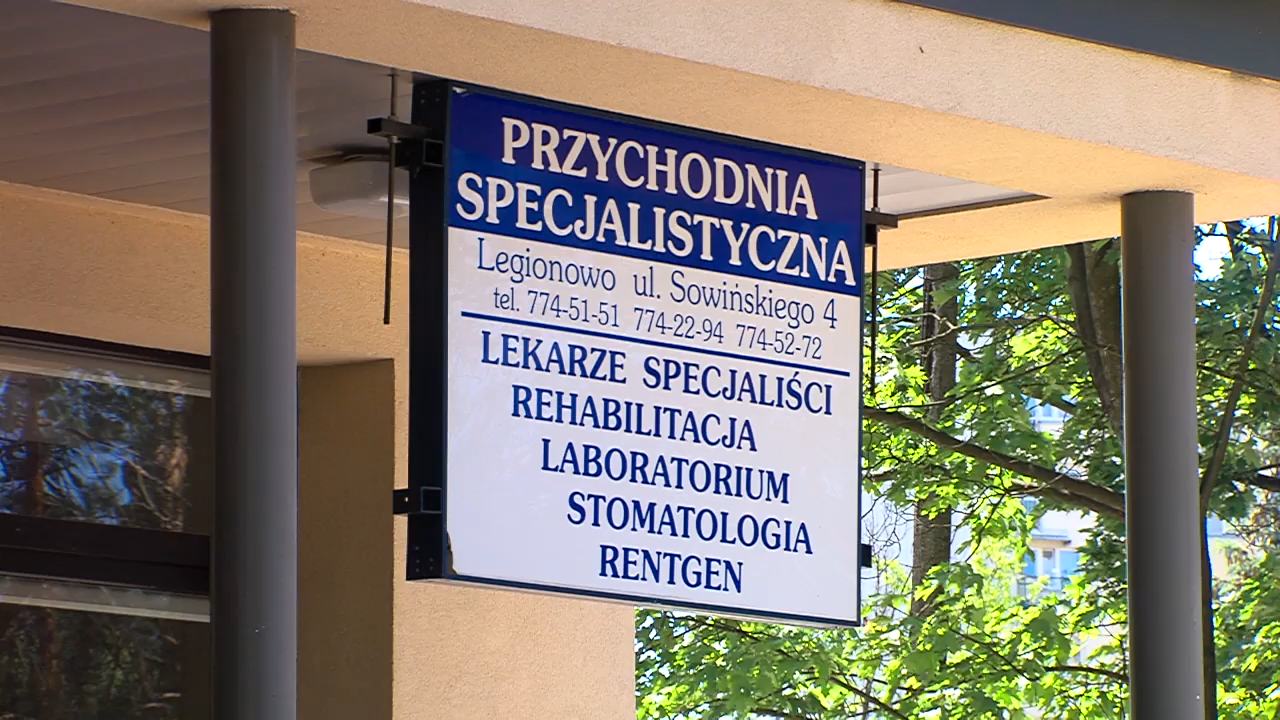 PRZYCHODNIA
SPECJALISTYCZNA
Legionowo ul. Sowińskiego 4
tel. 774-51-51 774-22-94 774-52-72
LEKARZE SPECJALIŚCI
REHABILITACJA
LABORATORIUM
STOMATOLOGIA
RENTGEN